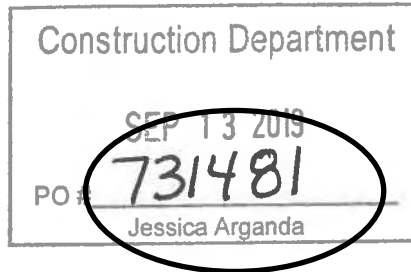 Construction Department
SEP 13 2019
PO # 731481
Jessica Arganda